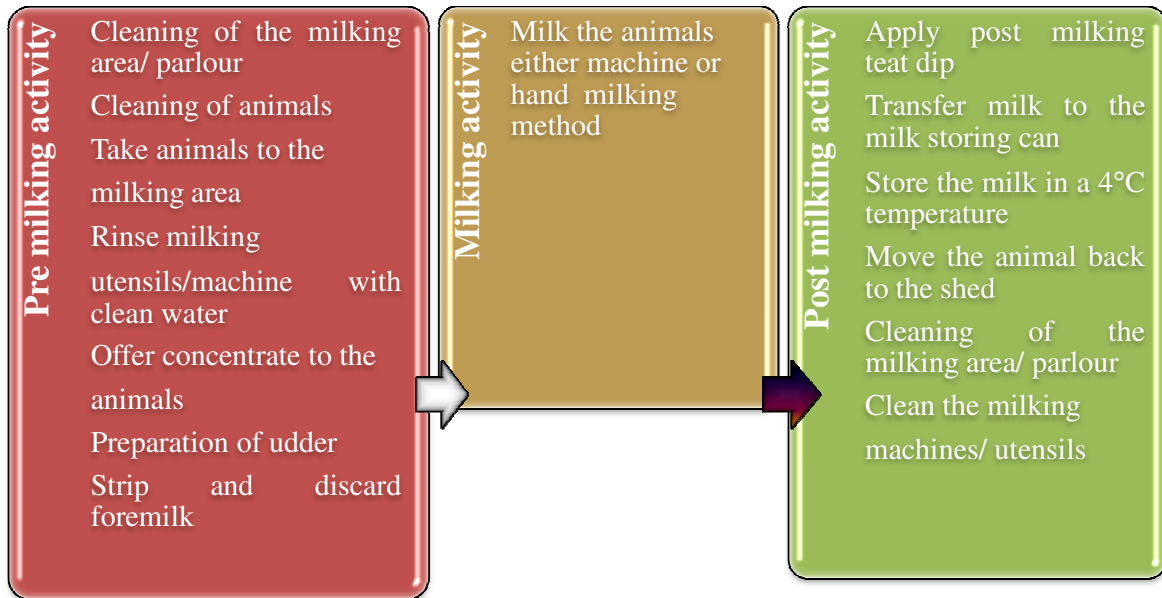 Pre milking activity
Cleaning of the milking
area/ parlour
Cleaning of animals
Take animals to the
milking area
Rinse milking
utensils/machine with
clean water
Offer concentrate to the
animals
Preparation of udder
Strip and discard
foremilk
Milking activity
Milk the animals
either machine or
hand milking
method
Post milking activity
Apply post milking
teat dip
Transfer milk to the
milk storing can
Store the milk in a 4°C
temperature
Move the animal back
to the shed
Cleaning of the
milking area/ parlour
Clean the milking
machines/ utensils